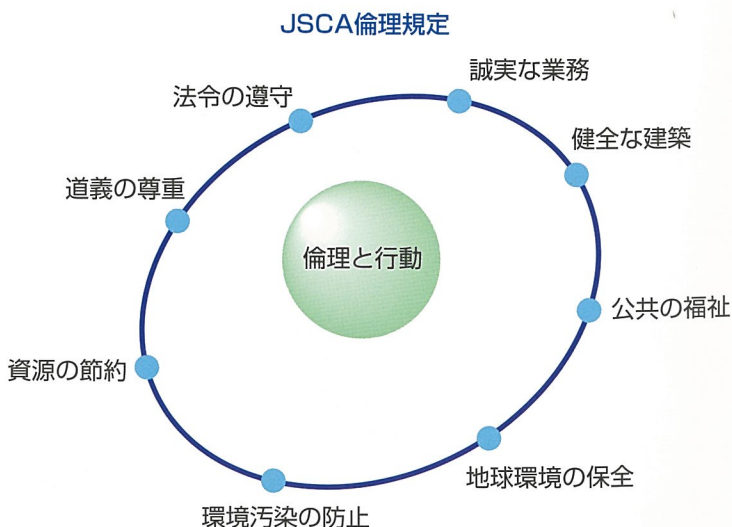 JSCA倫理規定
誠実な業務
法令の遵守
健全な建築
道義の尊重
倫理と行動
公共の福祉
資源の節約
地球環境の保全
環境汚染の防止